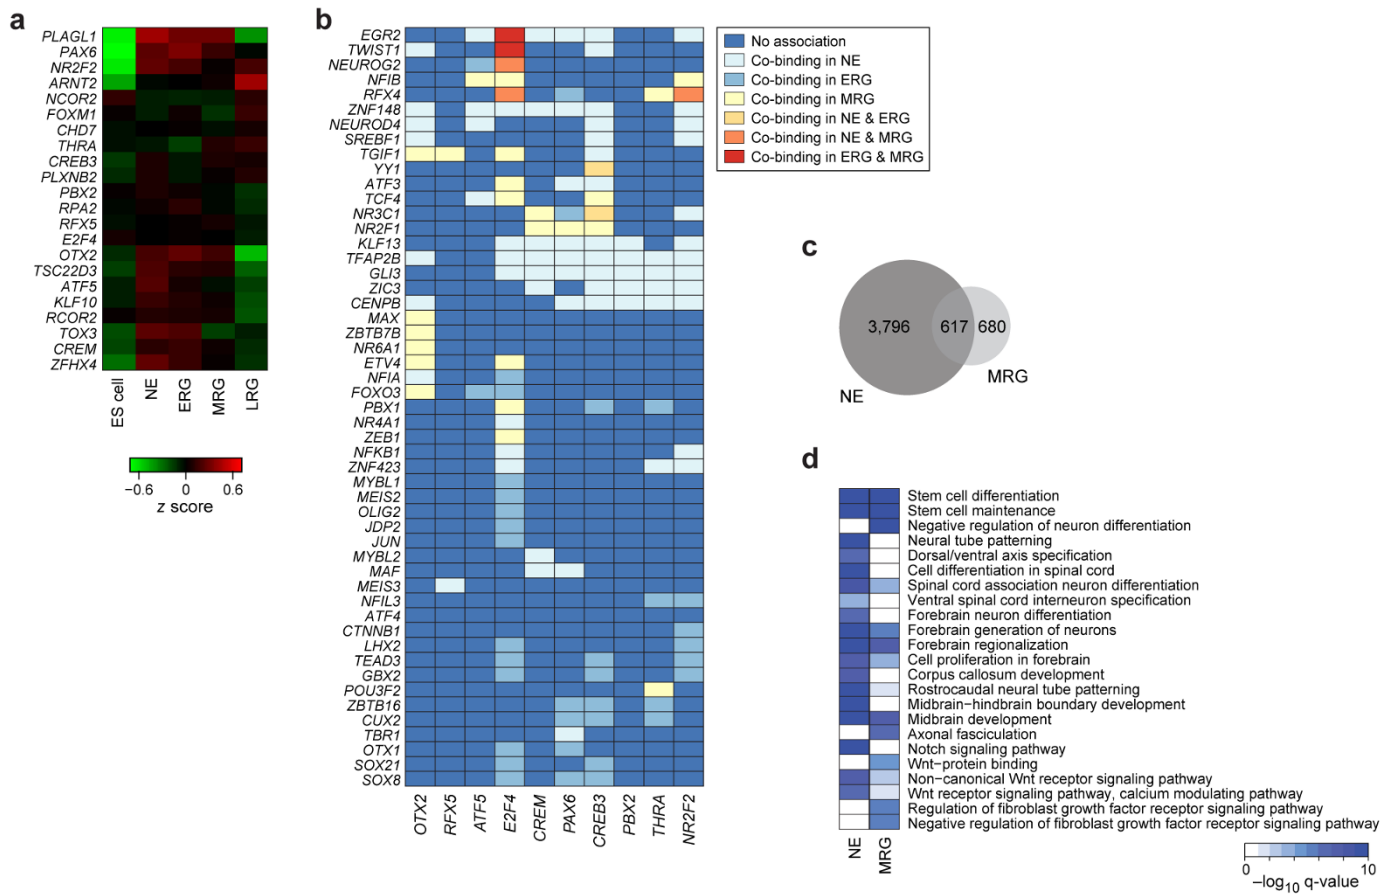 a
PLAGL1
PAX6
NR2F2
ARNT2
NCOR2
FOXM1
CHD7
THRA
CREB3
PLXNB2
PBX2
RPA2
RFX5
E2F4
OTX2
TSC22D3
ATF5
KLF10
RCOR2
TOX3
CREM
ZFHX4
ES cell
NE
ERG
MRG
LRG
−0.6 0 0.6
z score
b
EGR2
TWIST1
NEUROG2
NFIB
RFX4
ZNF148
NEUROD4
SREBF1
TGIF1
YY1
ATF3
TCF4
NR3C1
NR2F1
KLF13
TFAP2B
GLI3
ZIC3
CENPB
MAX
ZBTB7B
NR6A1
ETV4
NFIA
FOXO3
PBX1
NR4A1
ZEB1
NFKB1
ZNF423
MYBL1
MEIS2
OLIG2
JDP2
JUN
MYBL2
MAF
MEIS3
NFIL3
ATF4
CTNNB1
LHX2
TEAD3
GBX2
POU3F2
ZBTB16
CUX2
TBR1
OTX1
SOX21
SOX8
OTX2
RFX5
ATF5
E2F4
CREM
PAX6
CREB3
PBX2
THRA
NR2F2
No association
Co-binding in NE
Co-binding in ERG
Co-binding in MRG
Co-binding in NE & ERG
Co-binding in NE & MRG
Co-binding in ERG & MRG
c
3,796 617 680
NE
MRG
d
Stem cell differentiation
Stem cell maintenance
Negative regulation of neuron differentiation
Neural tube patterning
Dorsal/ventral axis specification
Cell differentiation in spinal cord
Spinal cord association neuron differentiation
Ventral spinal cord interneuron specification
Forebrain neuron differentiation
Forebrain generation of neurons
Forebrain regionalization
Cell proliferation in forebrain
Corpus callosum development
Rostrocaudal neural tube patterning
Midbrain−hindbrain boundary development
Midbrain development
Axonal fasciculation
Notch signaling pathway
Wnt−protein binding
Non-canonical Wnt receptor signaling pathway
Wnt receptor signaling pathway, calcium modulating pathway
Regulation of fibroblast growth factor receptor signaling pathway
Negative regulation of fibroblast growth factor receptor signaling pathway
NE
MRG
0 10
−log10 q-value